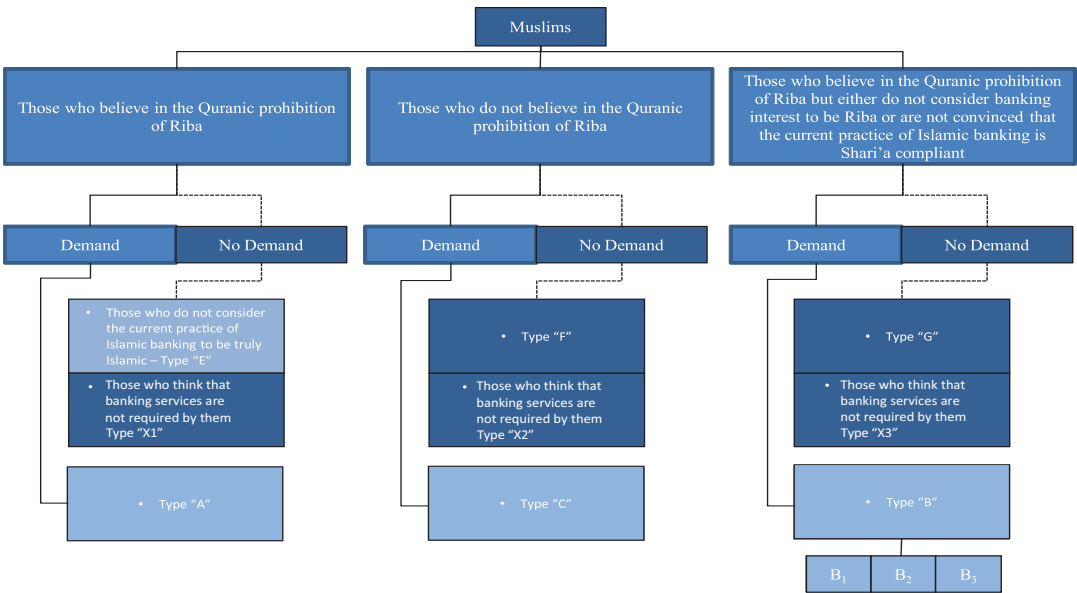 Muslims
Those who believe in the Quranic prohibition
of Riba
Those who do not believe in the Quranic
prohibition of Riba
Those who believe in the Quranic prohibition
of Riba but either do not consider banking
interest to be Riba or are not convinced that
the current practice of Islamic banking is
Shari’a compliant
Demand
No Demand
Demand
No Demand
Demand
No Demand
• Those who do not consider
the current practice of
Islamic banking to be truly
Islamic – Type “E”
• Those who think that
banking services are
not required by them
Type “X1”
• Type “A”
• Type “F”
• Those who think that
banking services are
not required by them
Type “X2”
• Type “C”
• Type “G”
• Those who think that
banking services are
not required by them
Type “X3”
• Type “B”
B₁
B₂
B₃